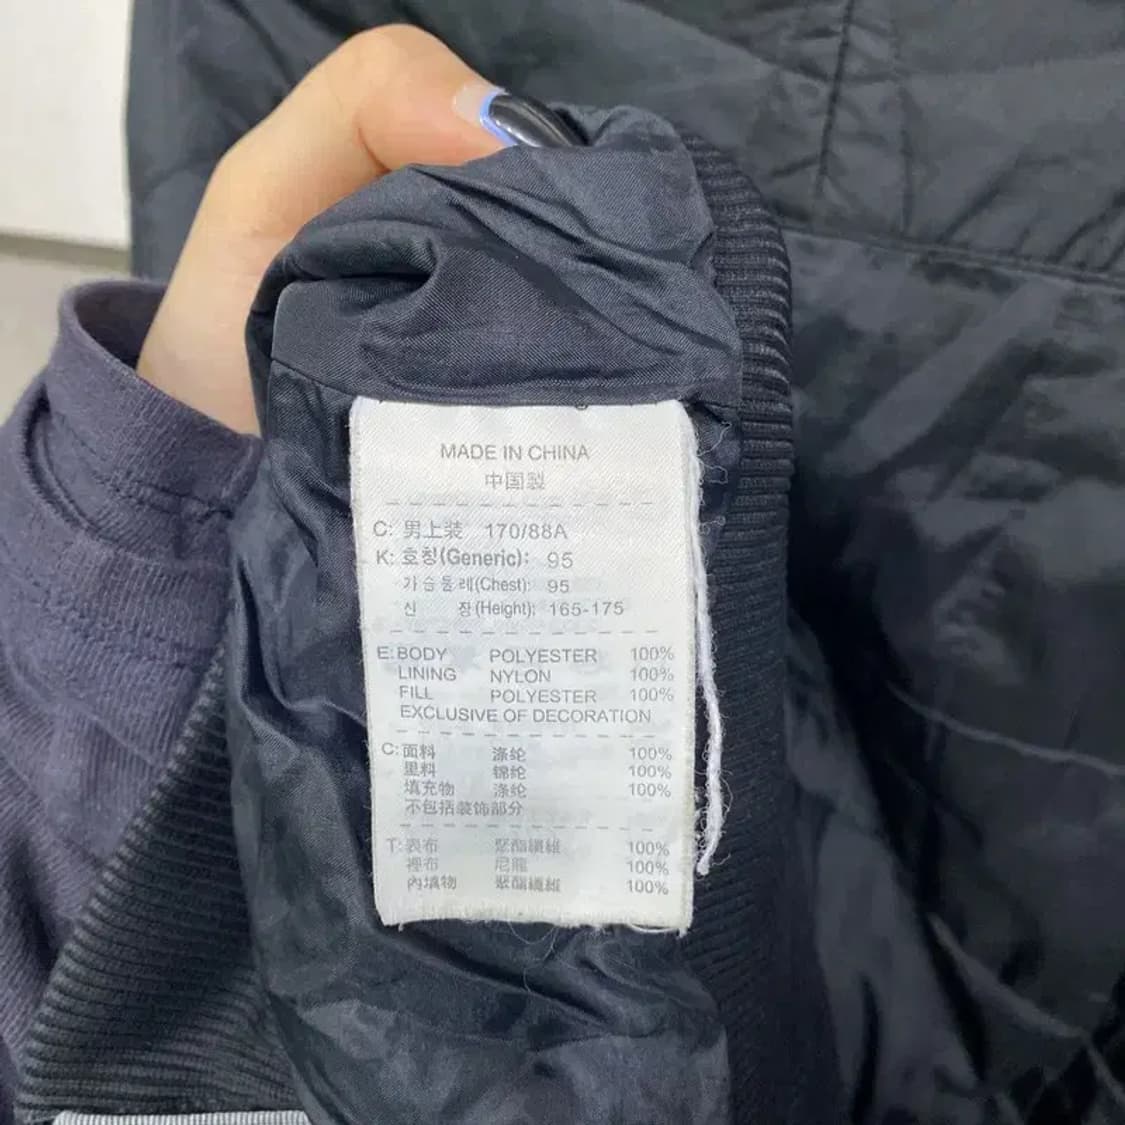 MADE IN CHINA
中国製
C: 男上装 170/88A
K: 호칭(Generic): 95
가슴둘레(Chest): 95
신 장(Height): 165-175
E: BODY POLYESTER 100%
LINING NYLON 100%
FILL POLYESTER 100%
EXCLUSIVE OF DECORATION
C: 面料 涤纶 100%
里料 锦纶 100%
填充物 涤纶 100%
不包括装饰部分
T: 表布 聚酯纖維 100%
裡布 尼龍 100%
內填物 聚酯纖維 100%